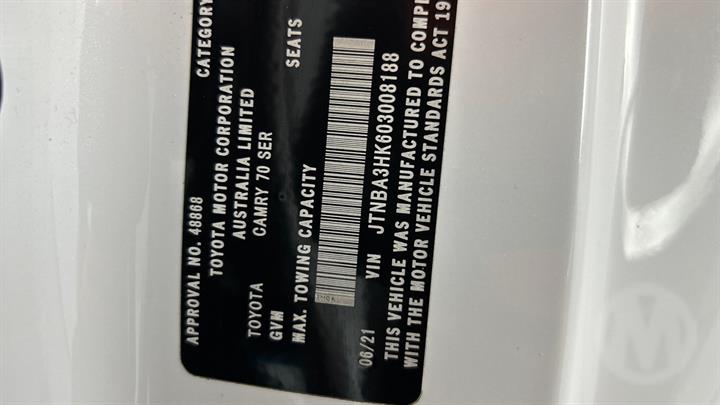 APPROVAL NO. 48868 CATEGORY
TOYOTA MOTOR CORPORATION
AUSTRALIA LIMITED
TOYOTA CAMRY 70 SER
GVM SEATS
MAX. TOWING CAPACITY
06/21 VIN JTNBA3HK603008188
THIS VEHICLE WAS MANUFACTURED TO COMPL
WITH THE MOTOR VEHICLE STANDARDS ACT 19
M